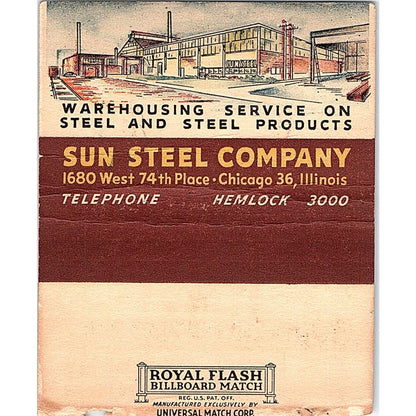 WAREHOUSING SERVICE ON
STEEL AND STEEL PRODUCTS
SUN STEEL COMPANY
1680 West 74th Place • Chicago 36, Illinois
TELEPHONE HEMLOCK 3000
ROYAL FLASH
BILLBOARD MATCH
REG. U.S. PAT. OFF.
MANUFACTURED EXCLUSIVELY BY
UNIVERSAL MATCH CORP.